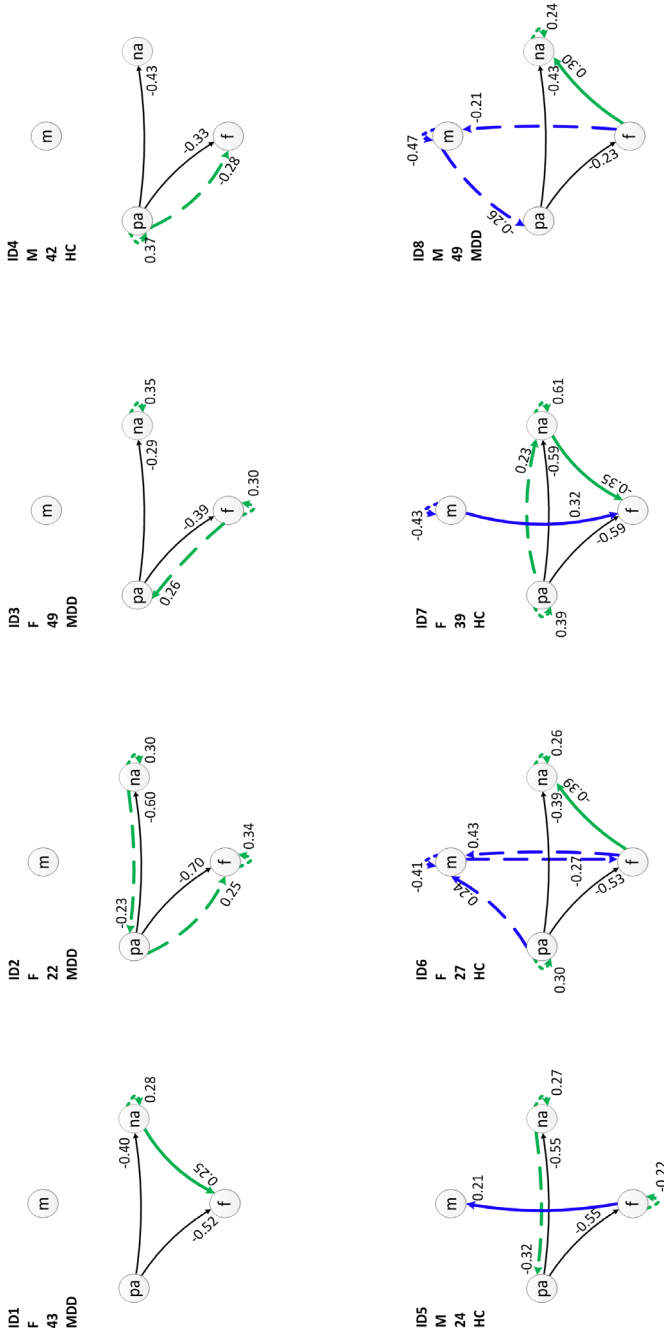 ID1
F 43
MDD
m
pa
na
f
-0.40
0.28
0.25
-0.52
ID2
F 22
MDD
m
pa
na
f
-0.23
-0.60
0.30
-0.70
0.25
0.34
ID3
F 49
MDD
m
pa
na
f
-0.29
0.35
-0.39
0.26
0.30
ID4
M 42
HC
m
pa
na
f
0.37
-0.43
-0.33
-0.28
ID5
M 24
HC
m
pa
na
f
0.21
-0.32
-0.55
0.27
-0.55
-0.22
ID6
F 27
HC
m
pa
na
f
-0.41
0.43
0.24
-0.27
-0.39
0.26
-0.39
0.30
-0.53
ID7
F 39
HC
m
pa
na
f
-0.43
0.23
0.32
-0.59
0.61
-0.35
0.39
-0.59
ID8
M 49
MDD
m
pa
na
f
-0.47
-0.21
-0.26
-0.43
0.24
0.30
-0.23